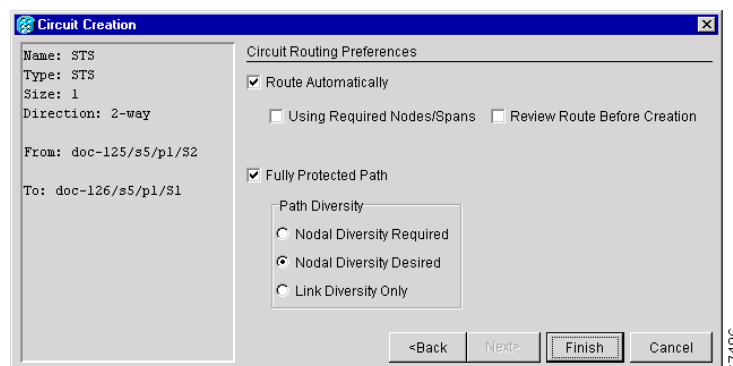 Circuit Creation
Name: STS
Type: STS
Size: 1
Direction: 2-way
From: doc-125/s5/p1/S2
To: doc-126/s5/p1/S1
Circuit Routing Preferences
Route Automatically
Using Required Nodes/Spans
Review Route Before Creation
Fully Protected Path
Path Diversity
Nodal Diversity Required
Nodal Diversity Desired
Link Diversity Only
<Back
Next>
Finish
Cancel